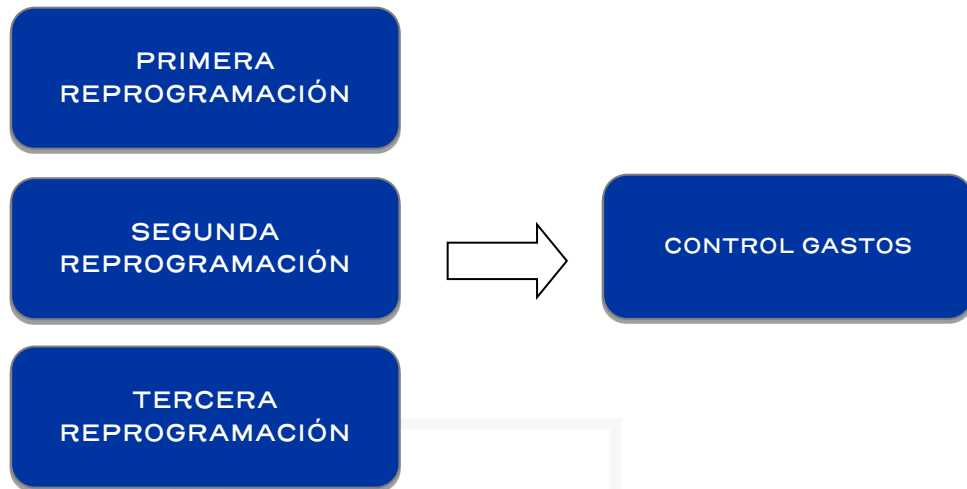 PRIMERA
REPROGRAMACIÓN
SEGUNDA
REPROGRAMACIÓN
CONTROL GASTOS
TERCERA
REPROGRAMACIÓN